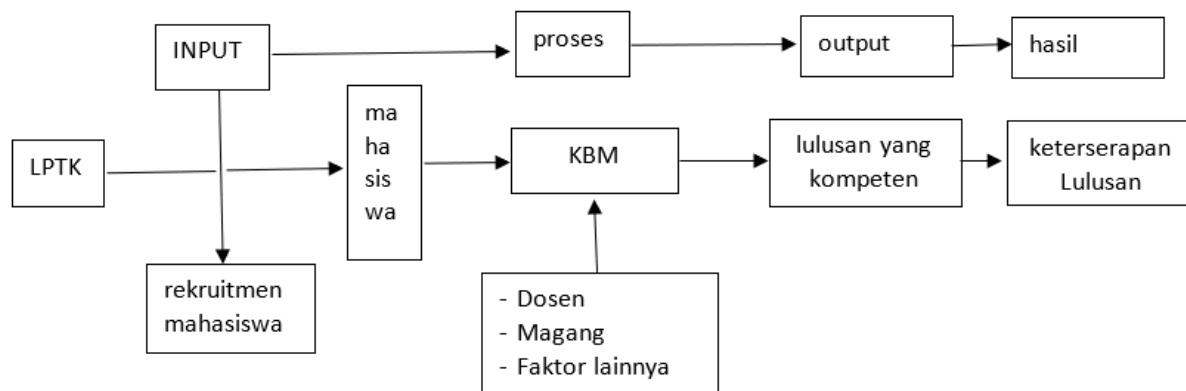 INPUT
proses
output
hasil
LPTK
ma
ha
sis
wa
KBM
lulusan yang
kompeten
keterserapan
Lulusan
rekruitmen
mahasiswa
- Dosen
- Magang
- Faktor lainnya